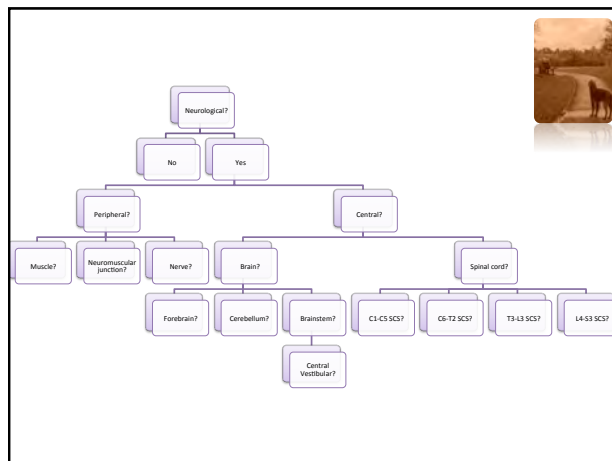 Neurological?
No
Yes
Peripheral?
Central?
Muscle?
Neuromuscular
junction?
Nerve?
Brain?
Spinal cord?
Forebrain?
Cerebellum?
Brainstem?
C1-C5 SCS?
C6-T2 SCS?
T3-L3 SCS?
L4-S3 SCS?
Central
Vestibular?